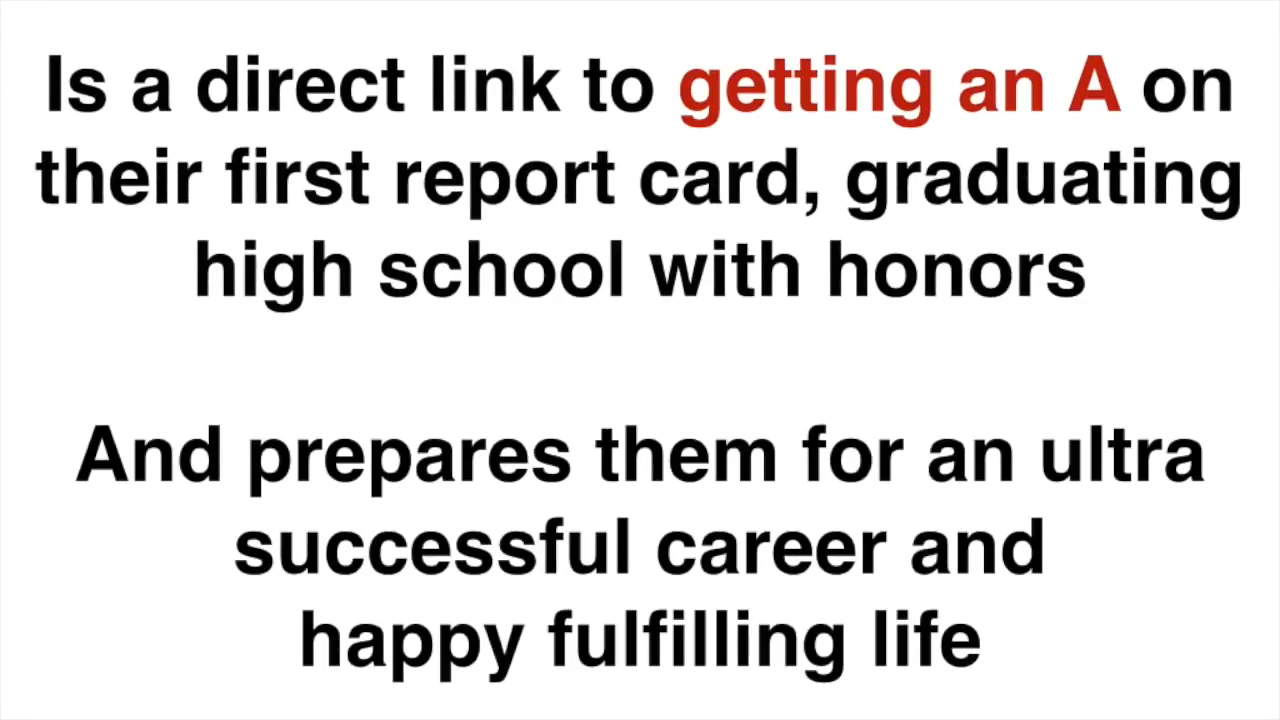 Is a direct link to getting an A on
their first report card, graduating
high school with honors
And prepares them for an ultra
successful career and
happy fulfilling life